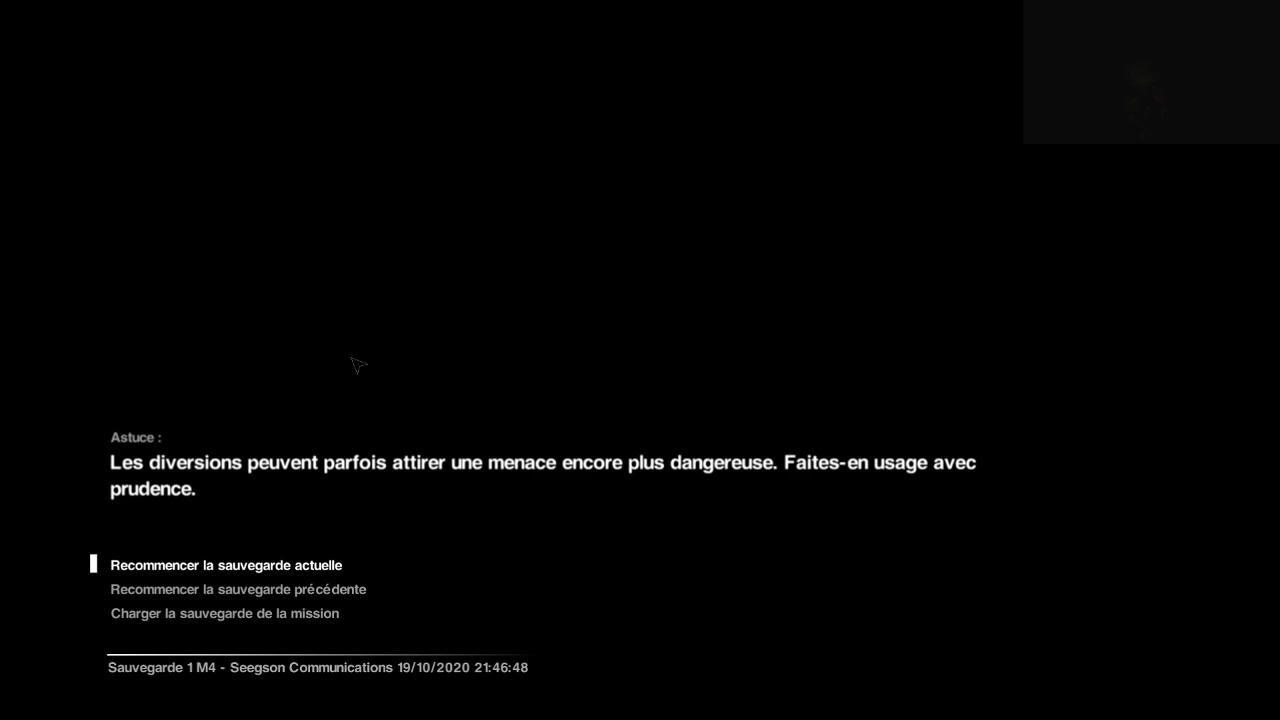 Astuce :
Les diversions peuvent parfois attirer une menace encore plus dangereuse. Faites-en usage avec
prudence.
Recommencer la sauvegarde actuelle
Recommencer la sauvegarde précédente
Charger la sauvegarde de la mission
Sauvegarde 1 M4 - Seegson Communications 19/10/2020 21:46:48